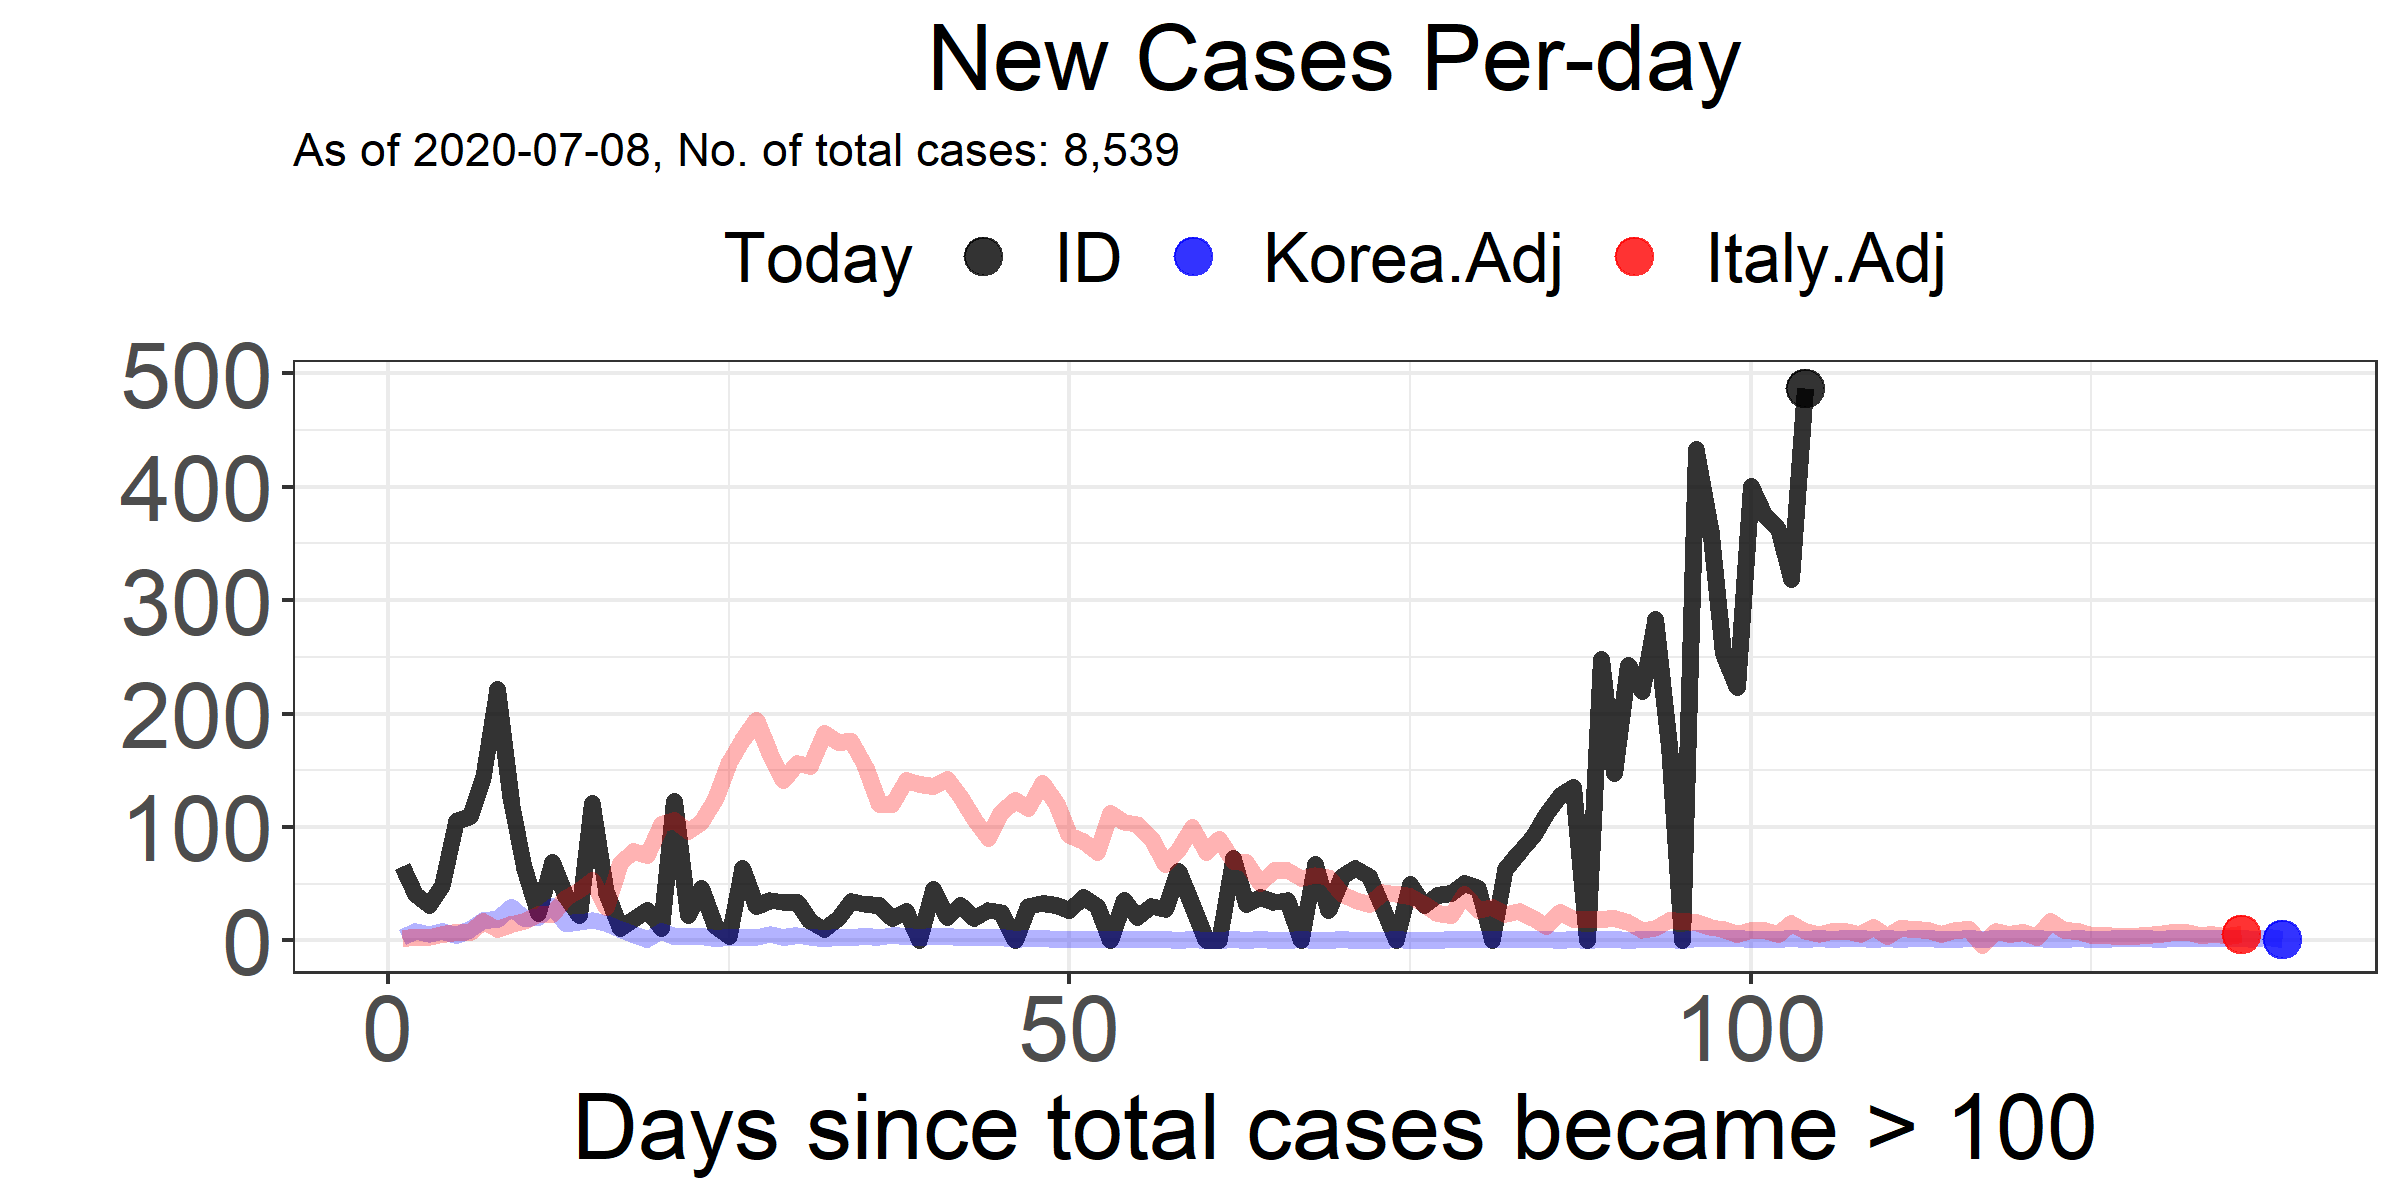 New Cases Per-day
As of 2020-07-08, No. of total cases: 8,539
Today ID Korea.Adj Italy.Adj
500
400
300
200
100
0
0 50 100
Days since total cases became > 100